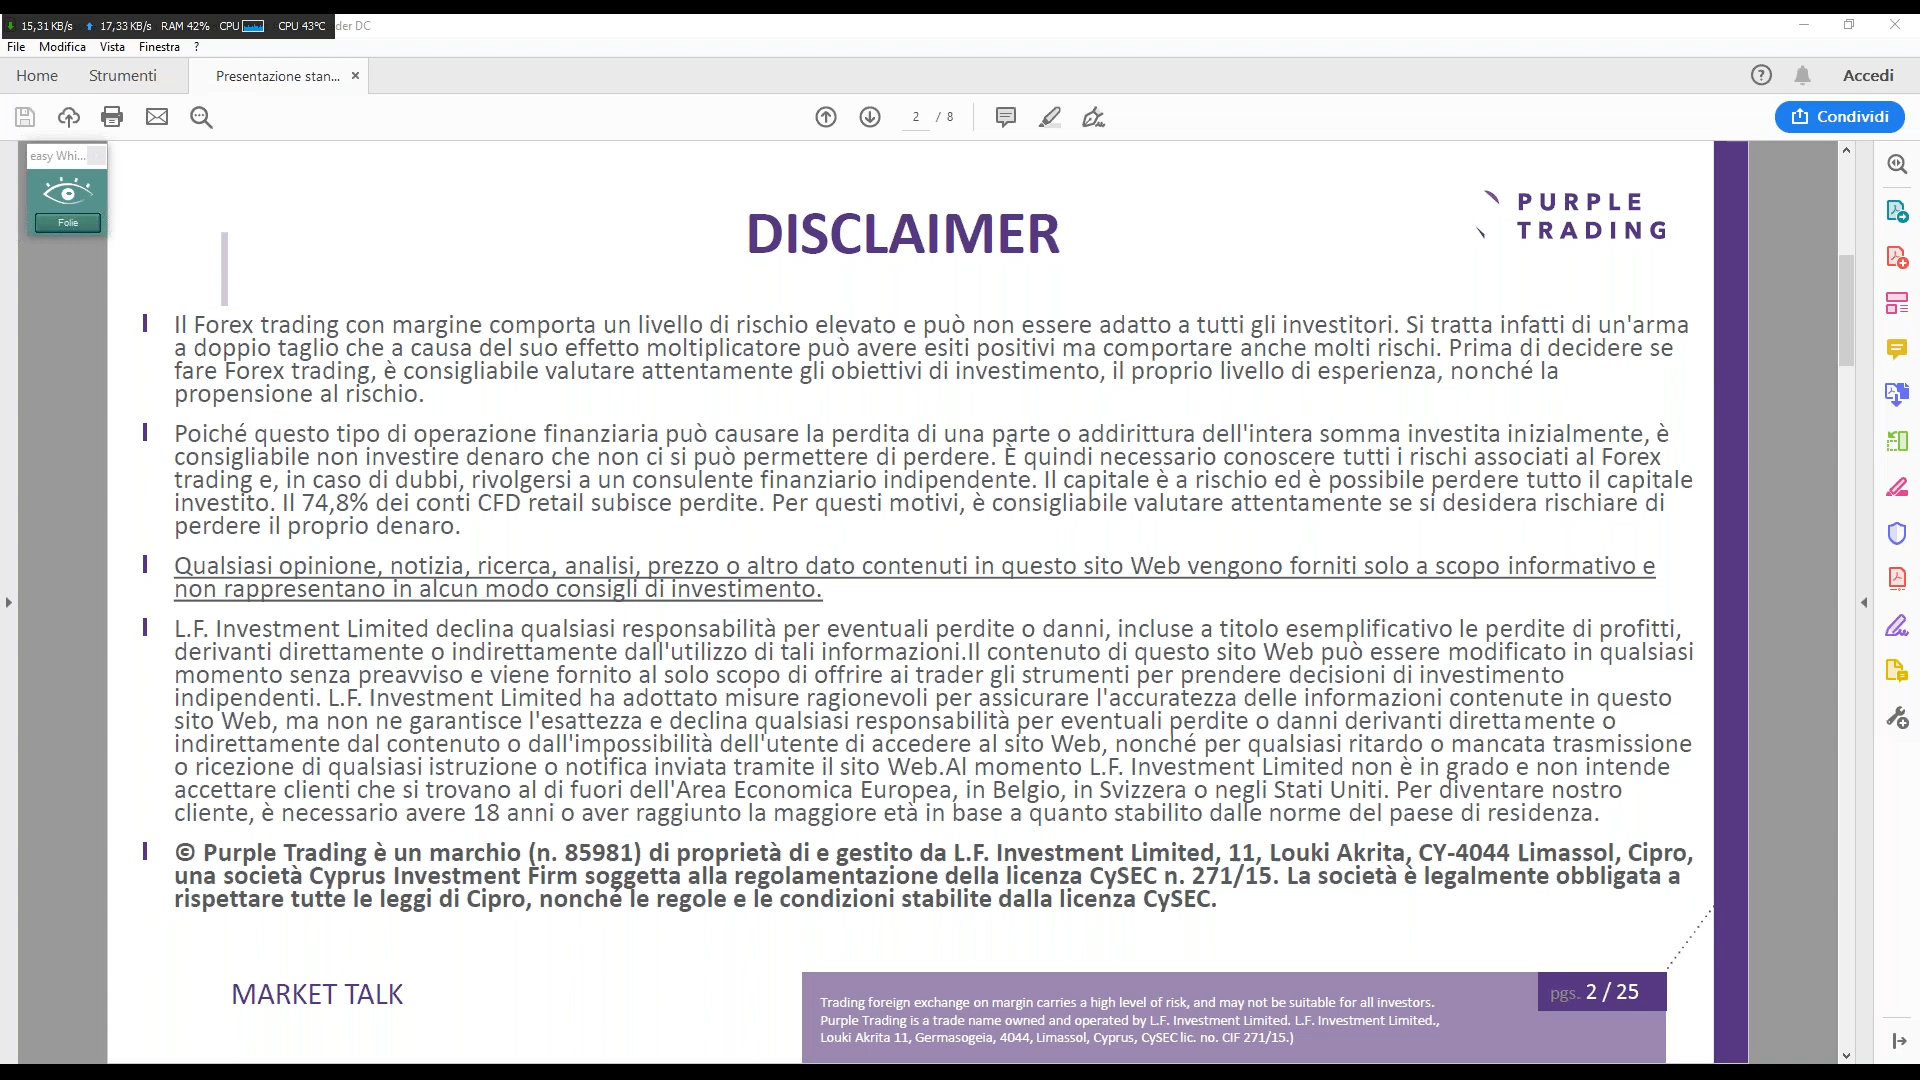 15,31 KB/s 17,33 KB/s RAM 42% CPU CPU 43°C der DC
File Modifica Vista Finestra ?
Home Strumenti Presentazione stan... × Accedi
2 / 8 Condividi
easy Whi...
Folie
PURPLE
TRADING
DISCLAIMER
Il Forex trading con margine comporta un livello di rischio elevato e può non essere adatto a tutti gli investitori. Si tratta infatti di un'arma
a doppio taglio che a causa del suo effetto moltiplicatore può avere esiti positivi ma comportare anche molti rischi. Prima di decidere se
fare Forex trading, è consigliabile valutare attentamente gli obiettivi di investimento, il proprio livello di esperienza, nonché la
propensione al rischio.
Poiché questo tipo di operazione finanziaria può causare la perdita di una parte o addirittura dell'intera somma investita inizialmente, è
consigliabile non investire denaro che non ci si può permettere di perdere. È quindi necessario conoscere tutti i rischi associati al Forex
trading e, in caso di dubbi, rivolgersi a un consulente finanziario indipendente. Il capitale è a rischio ed è possibile perdere tutto il capitale
investito. Il 74,8% dei conti CFD retail subisce perdite. Per questi motivi, è consigliabile valutare attentamente se si desidera rischiare di
perdere il proprio denaro.
Qualsiasi opinione, notizia, ricerca, analisi, prezzo o altro dato contenuti in questo sito Web vengono forniti solo a scopo informativo e
non rappresentano in alcun modo consigli di investimento.
L.F. Investment Limited declina qualsiasi responsabilità per eventuali perdite o danni, incluse a titolo esemplificativo le perdite di profitti,
derivanti direttamente o indirettamente dall'utilizzo di tali informazioni.Il contenuto di questo sito Web può essere modificato in qualsiasi
momento senza preavviso e viene fornito al solo scopo di offrire ai trader gli strumenti per prendere decisioni di investimento
indipendenti. L.F. Investment Limited ha adottato misure ragionevoli per assicurare l'accuratezza delle informazioni contenute in questo
sito Web, ma non ne garantisce l'esattezza e declina qualsiasi responsabilità per eventuali perdite o danni derivanti direttamente o
indirettamente dal contenuto o dall'impossibilità dell'utente di accedere al sito Web, nonché per qualsiasi ritardo o mancata trasmissione
o ricezione di qualsiasi istruzione o notifica inviata tramite il sito Web.Al momento L.F. Investment Limited non è in grado e non intende
accettare clienti che si trovano al di fuori dell'Area Economica Europea, in Belgio, in Svizzera o negli Stati Uniti. Per diventare nostro
cliente, è necessario avere 18 anni o aver raggiunto la maggiore età in base a quanto stabilito dalle norme del paese di residenza.
© Purple Trading è un marchio (n. 85981) di proprietà di e gestito da L.F. Investment Limited, 11, Louki Akrita, CY-4044 Limassol, Cipro,
una società Cyprus Investment Firm soggetta alla regolamentazione della licenza CySEC n. 271/15. La società è legalmente obbligata a
rispettare tutte le leggi di Cipro, nonché le regole e le condizioni stabilite dalla licenza CySEC.
MARKET TALK
pgs. 2 / 25
Trading foreign exchange on margin carries a high level of risk, and may not be suitable for all investors.
Purple Trading is a trade name owned and operated by L.F. Investment Limited. L.F. Investment Limited.,
Louki Akrita 11, Germasogeia, 4044, Limassol, Cyprus, CySEC lic. no. CIF 271/15.)